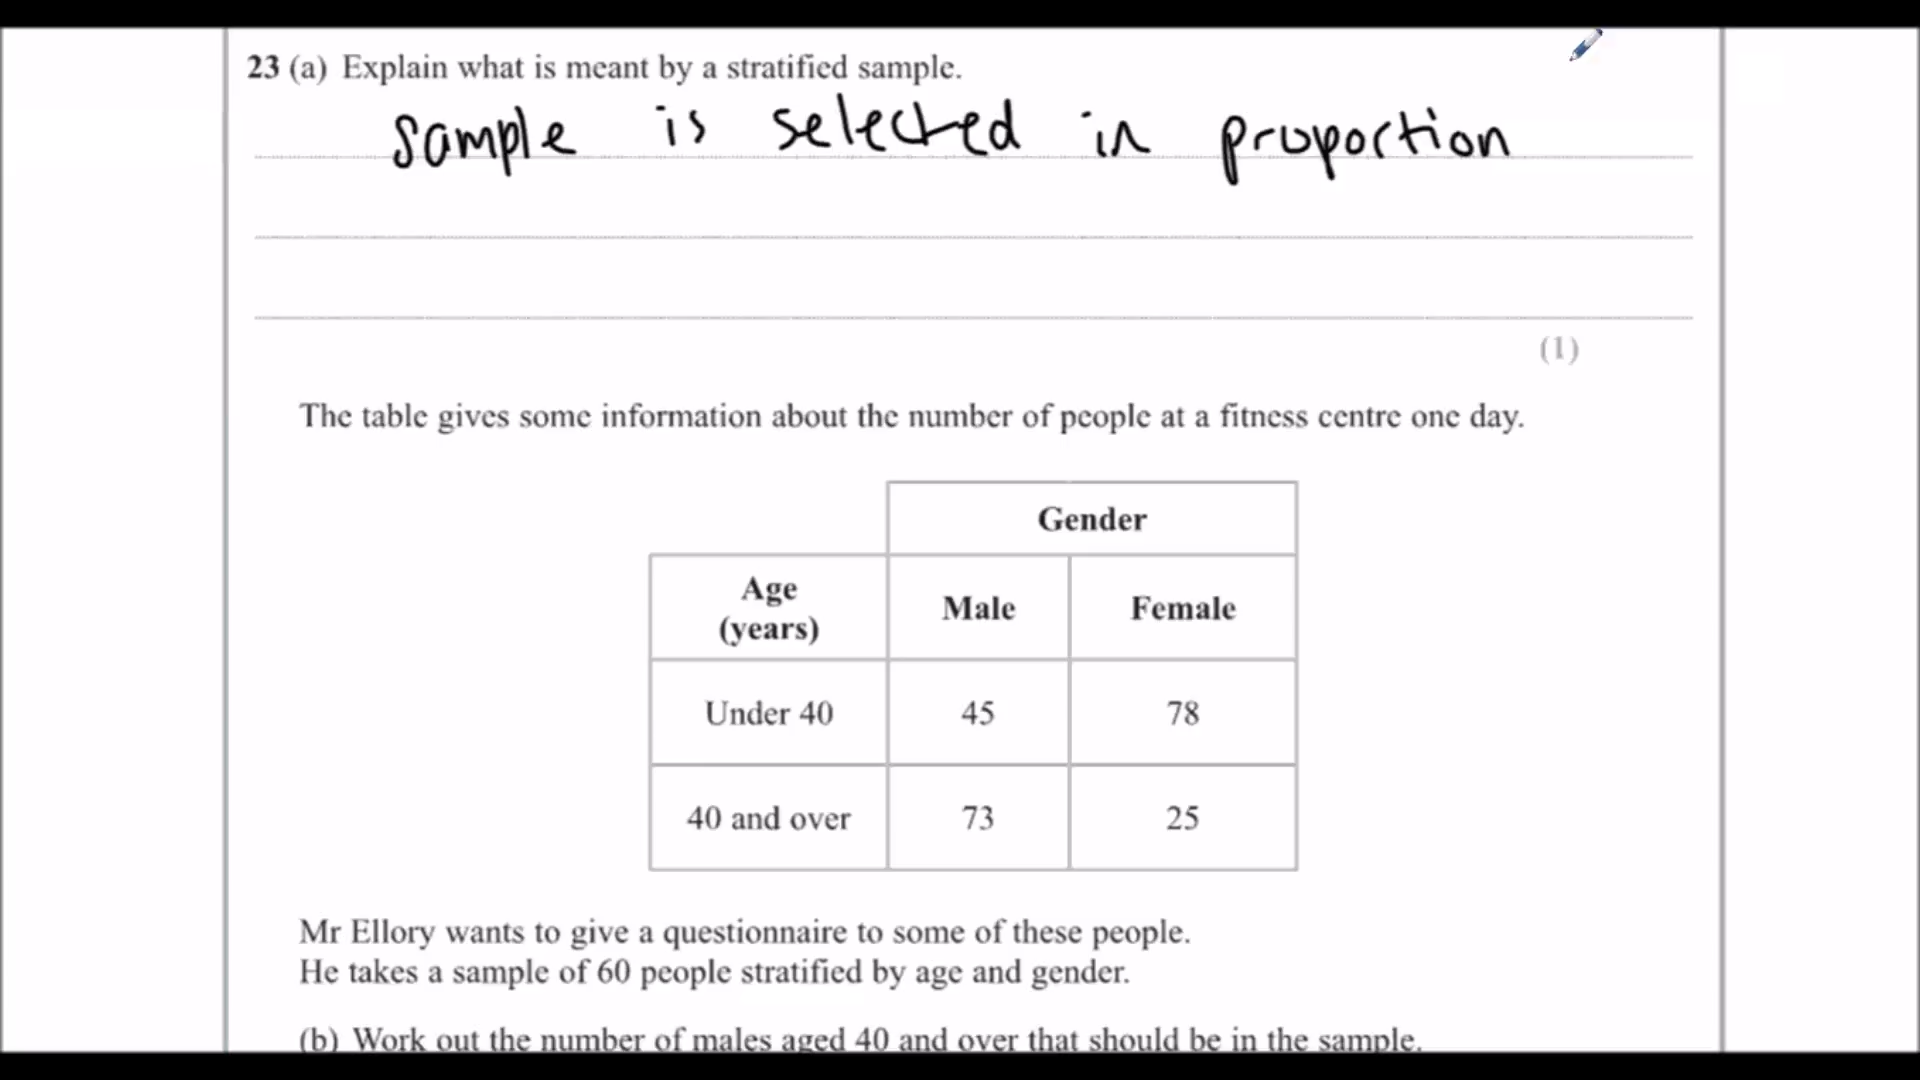 23 (a) Explain what is meant by a stratified sample.
sample is selected in proportion
(1)
The table gives some information about the number of people at a fitness centre one day.
Gender
Age (years) Male Female
Under 40 45 78
40 and over 73 25
Mr Ellory wants to give a questionnaire to some of these people.
He takes a sample of 60 people stratified by age and gender.
(b) Work out the number of males aged 40 and over that should be in the sample.